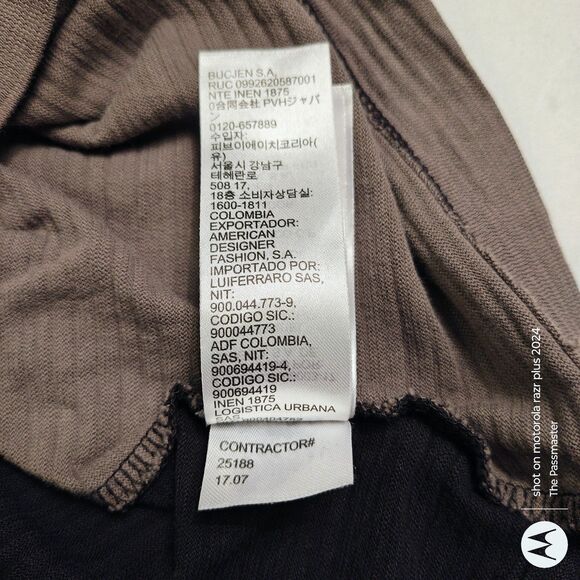 BUCJEN S.A,
RUC 0992620587001
NTE INEN 1875
0合同会社 PVHジャパ
ン
0120-657889
수입자:
피브이에이치코리아(
유)
서울시 강남구
테헤란로
508 17,
18층 소비자상담실:
1600-1811
COLOMBIA
EXPORTADOR:
AMERICAN
DESIGNER
FASHION, S.A.
IMPORTADO POR:
LUIFERRARO SAS,
NIT:
900.044.773-9,
CODIGO SIC.:
900044773
ADF COLOMBIA,
SAS, NIT:
900694419-4,
CODIGO SIC.:
900694419
INEN 1875
LOGISTICA URBANA
CONTRACTOR#
25188
17.07
shot on motorola razr plus 2024
The Passmaster